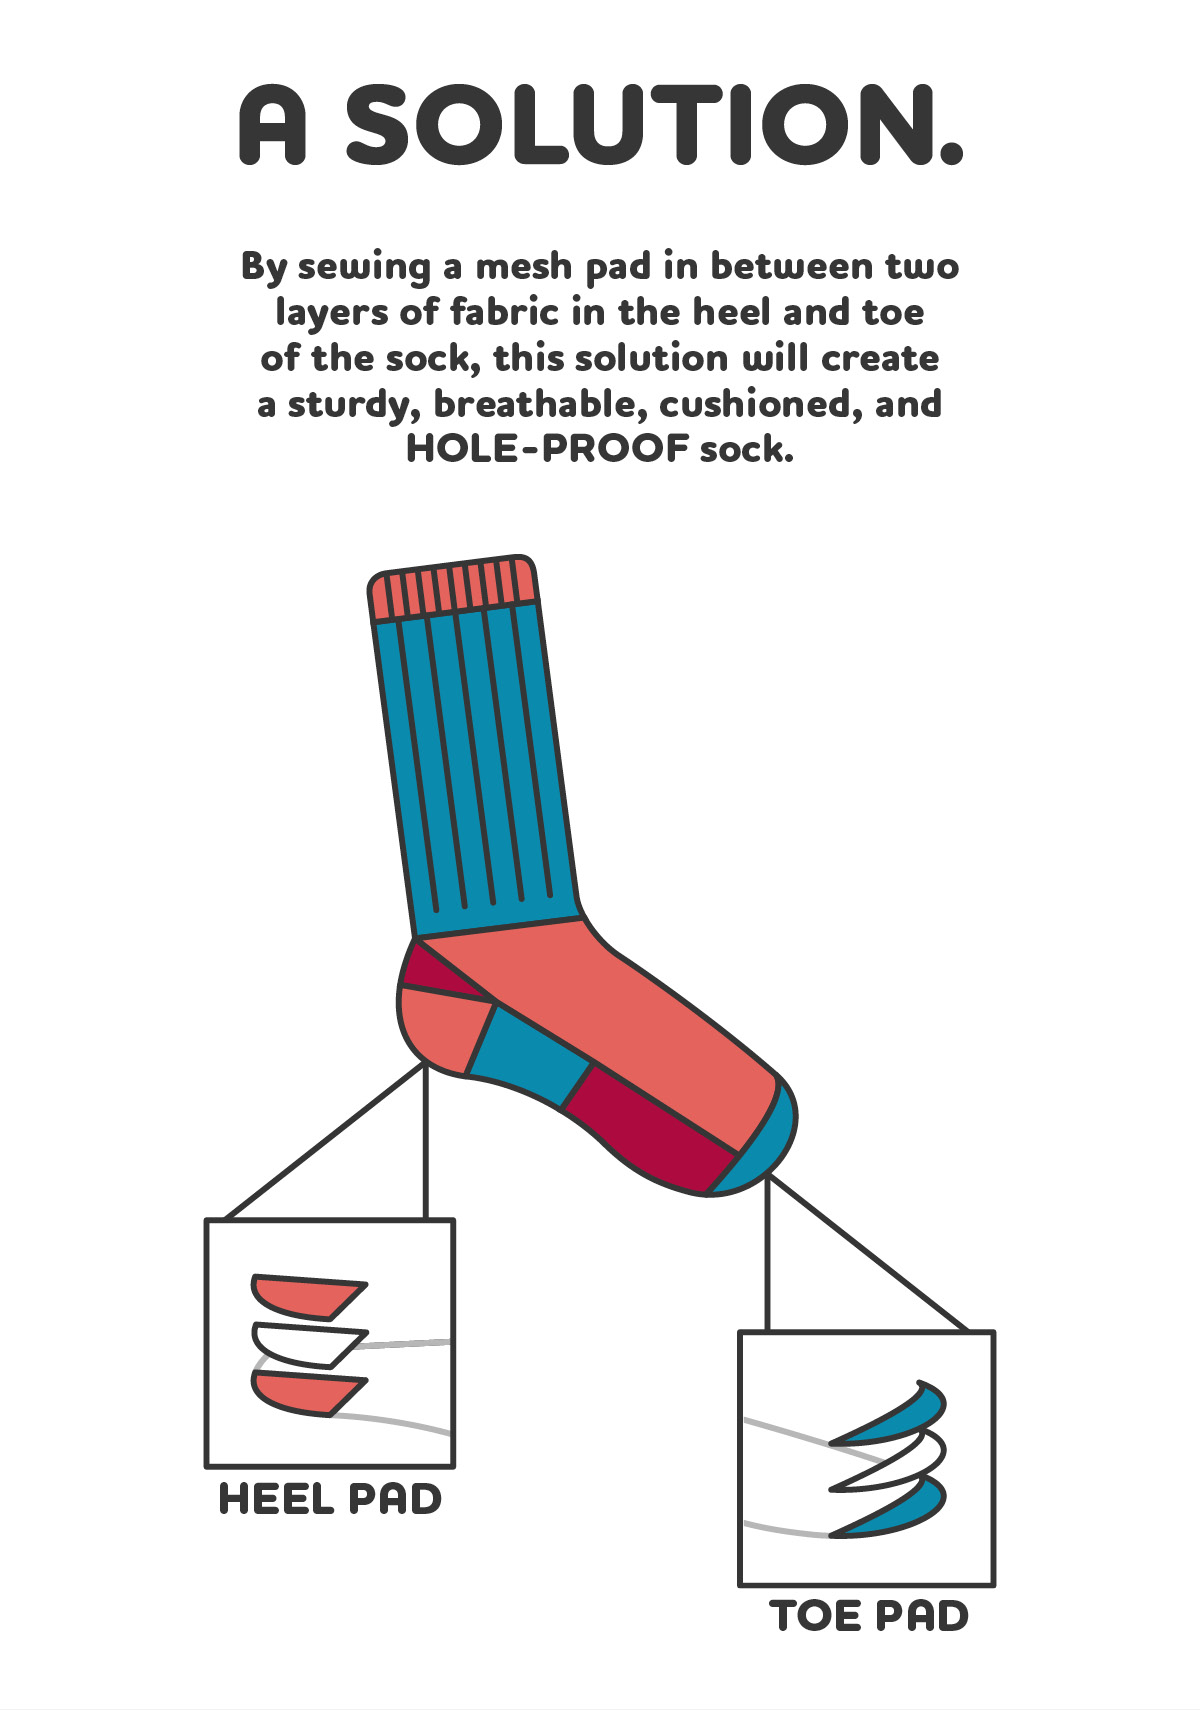 A SOLUTION.
By sewing a mesh pad in between two
layers of fabric in the heel and toe
of the sock, this solution will create
a sturdy, breathable, cushioned, and
HOLE-PROOF sock.
HEEL PAD
TOE PAD